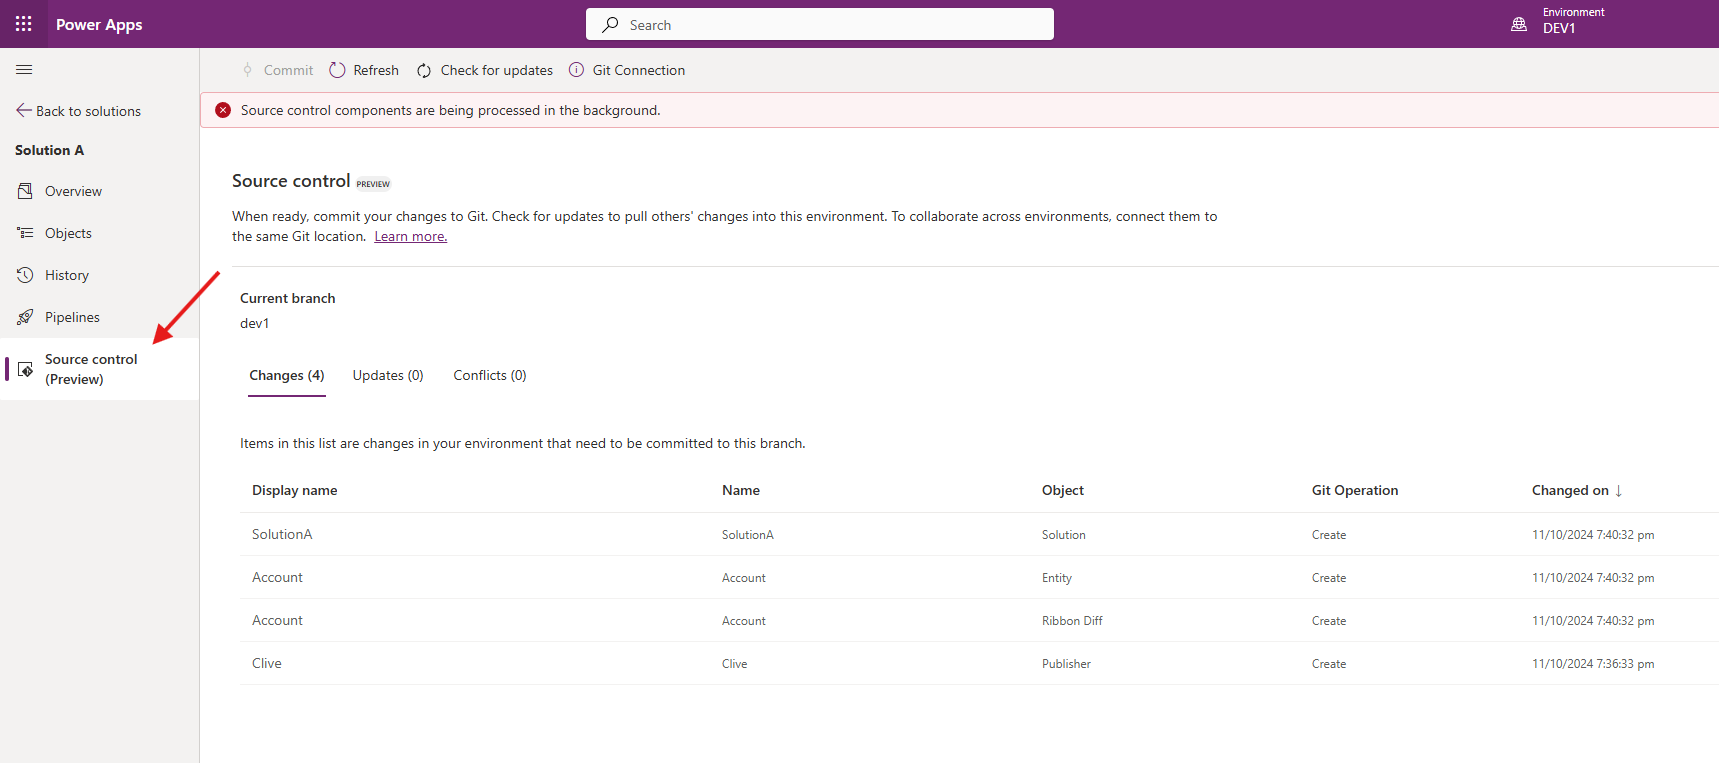 Power Apps
Search
Environment
DEV1
Commit
Refresh
Check for updates
Git Connection
Back to solutions
Source control components are being processed in the background.
Solution A
Overview
Objects
History
Pipelines
Source control
(Preview)
Source control PREVIEW
When ready, commit your changes to Git. Check for updates to pull others' changes into this environment. To collaborate across environments, connect them to
the same Git location. Learn more.
Current branch
dev1
Changes (4) Updates (0) Conflicts (0)
Items in this list are changes in your environment that need to be committed to this branch.
Display name Name Object Git Operation Changed on ↓
SolutionA SolutionA Solution Create 11/10/2024 7:40:32 pm
Account Account Entity Create 11/10/2024 7:40:32 pm
Account Account Ribbon Diff Create 11/10/2024 7:40:32 pm
Clive Clive Publisher Create 11/10/2024 7:36:33 pm